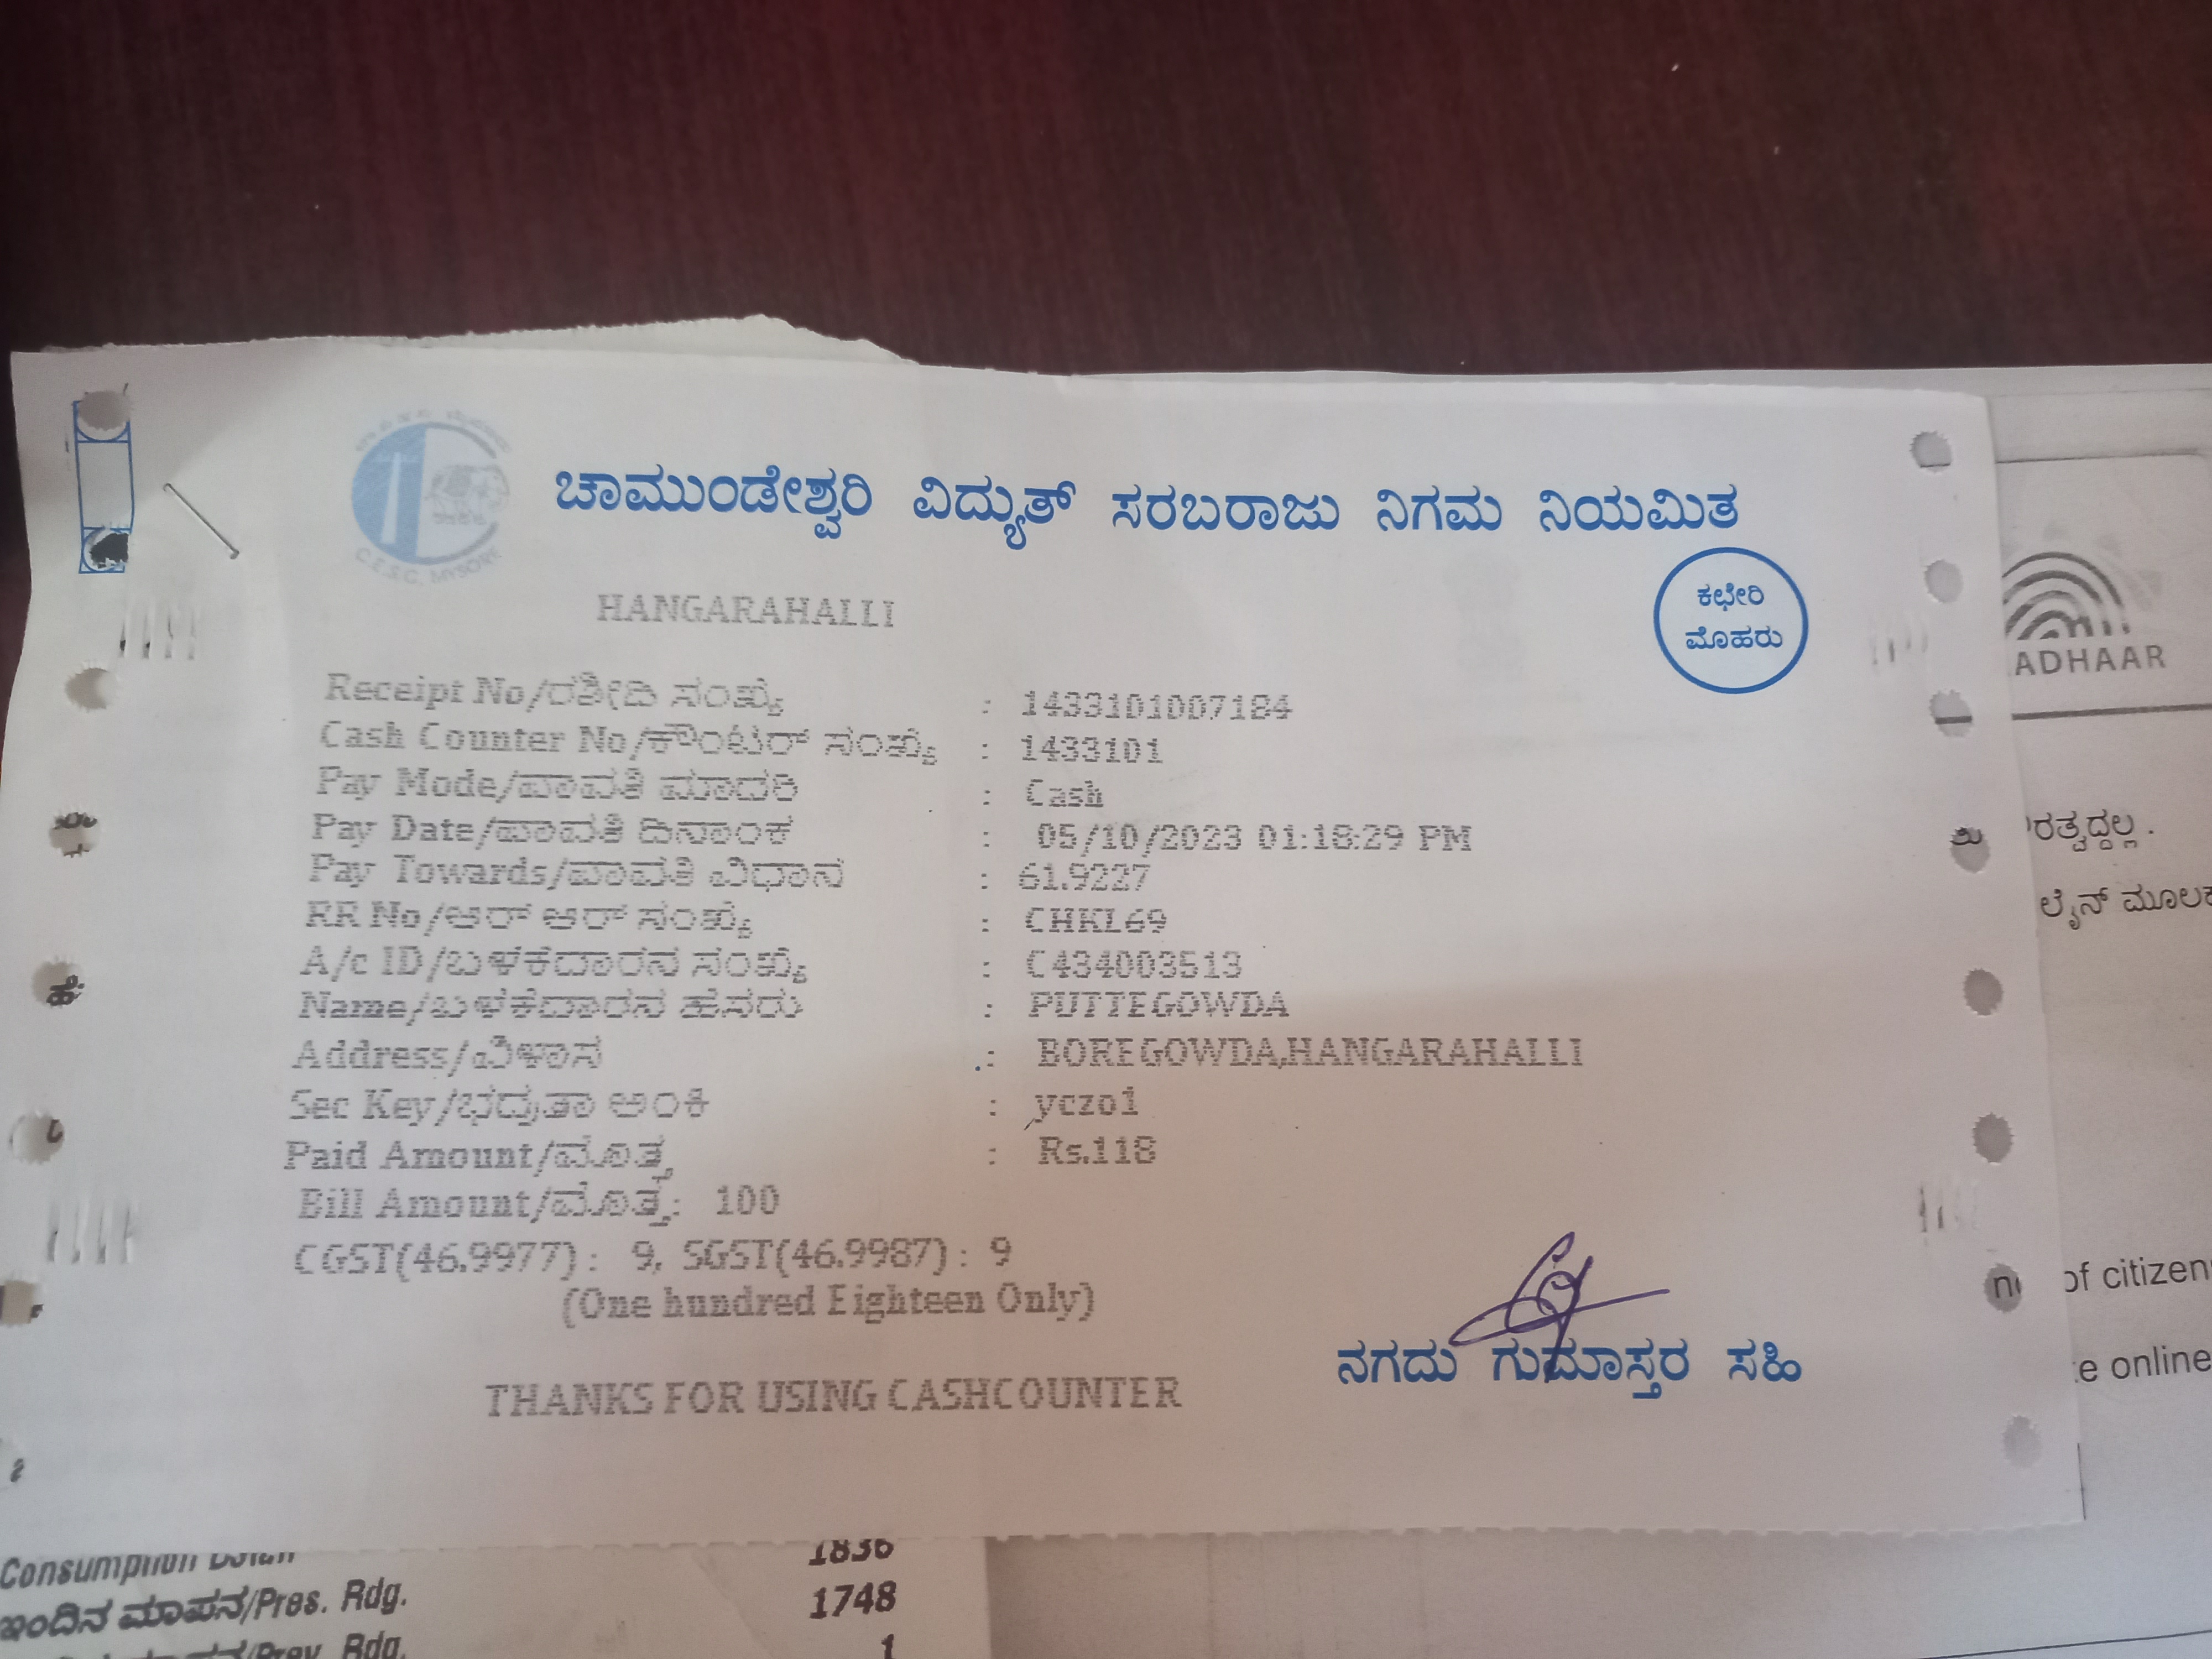 ಚಾಮುಂಡೇಶ್ವರಿ ವಿದ್ಯುತ್ ಸರಬರಾಜು ನಿಗಮ ನಿಯಮಿತ
C.E.S.C. MYSORE
ಕಛೇರಿ
ಮೊಹರು
HANGARAHALLI
Receipt No/ರಶೀದಿ ಸಂಖ್ಯೆ : 1433101007184
Cash Counter No/ಕೌಂಟರ್ ಸಂಖ್ಯೆ : 1433101
Pay Mode/ಪಾವತಿ ಮಾದರಿ : Cash
Pay Date/ಪಾವತಿ ದಿನಾಂಕ : 05/10/2023 01:18:29 PM
Pay Towards/ಪಾವತಿ ವಿಧಾನ : 61.9227
RR No/ಆರ್ ಆರ್ ಸಂಖ್ಯೆ : CHKL69
A/c ID/ಬಳಕೆದಾರನ ಸಂಖ್ಯೆ : C434003513
Name/ಬಳಕೆದಾರನ ಹೆಸರು : PUTTEGOWDA
Address/ವಿಳಾಸ : BOREGOWDA,HANGARAHALLI
Sec Key/ಭದ್ರತಾ ಅಂಕಿ : yczo1
Paid Amount/ಮೊತ್ತ : Rs.118
Bill Amount/ಮೊತ್ತ: 100
CGST(46.9977) : 9, SGST(46.9987) : 9
(One hundred Eighteen Only)
ನಗದು ಗುಮಾಸ್ತರ ಸಹಿ
THANKS FOR USING CASHCOUNTER
ADHAAR
ಲೈನ್
of citizen
online
Consumption 1836
ಇಂದಿನ ಮಾಪನ/Pres. Rdg. 1748
Rdg. 1